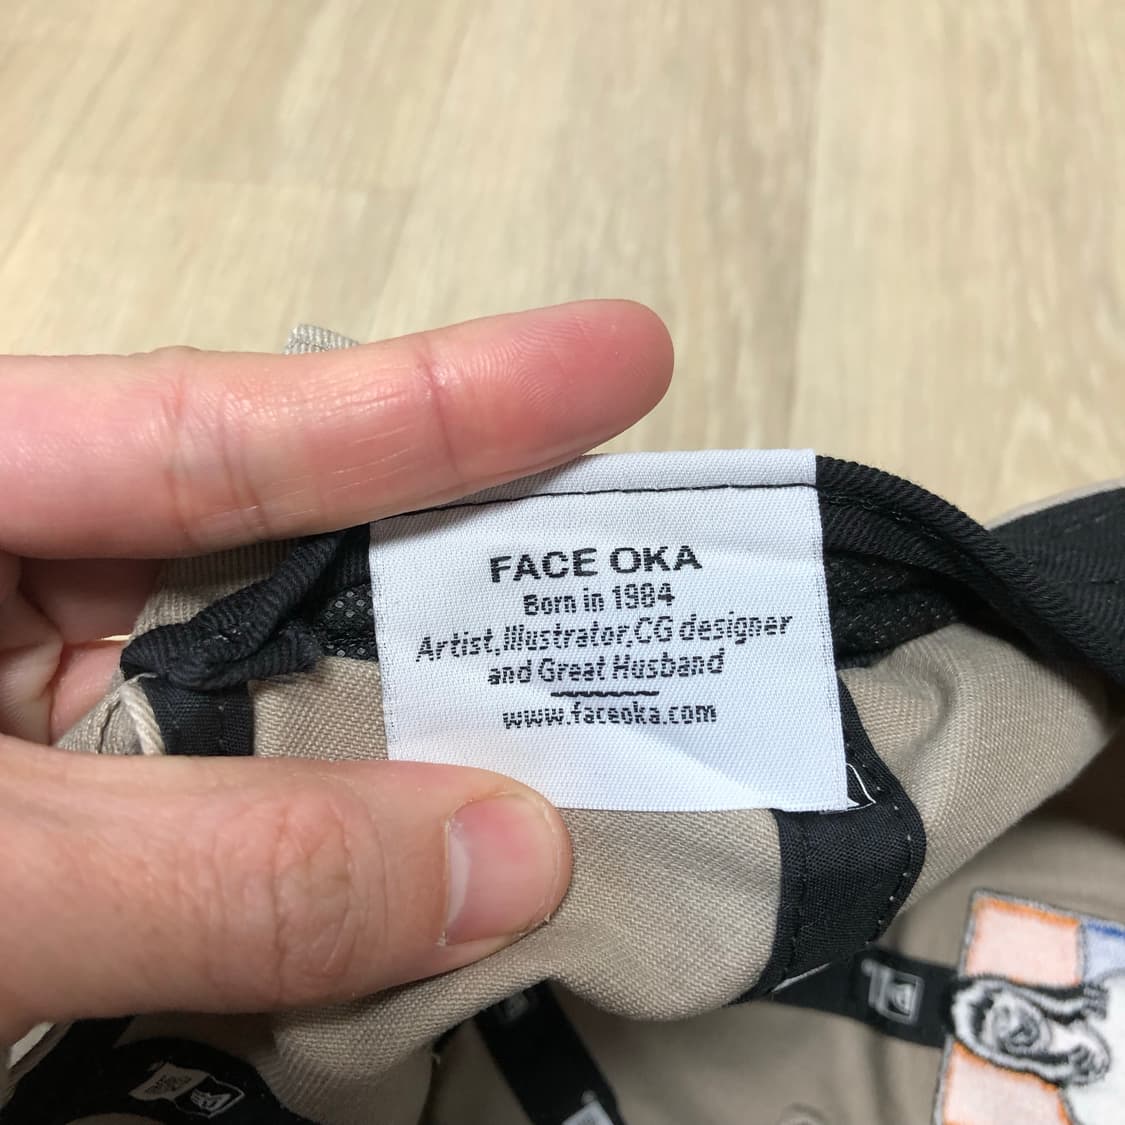 FACE OKA
Born in 1984
Artist,Illustrator,CG designer
and Great Husband
www.faceoka.com